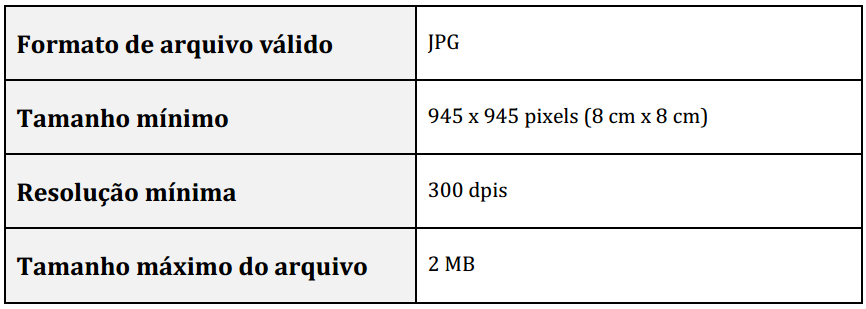 Formato de arquivo válido JPG
Tamanho mínimo 945 x 945 pixels (8 cm x 8 cm)
Resolução mínima 300 dpis
Tamanho máximo do arquivo 2 MB